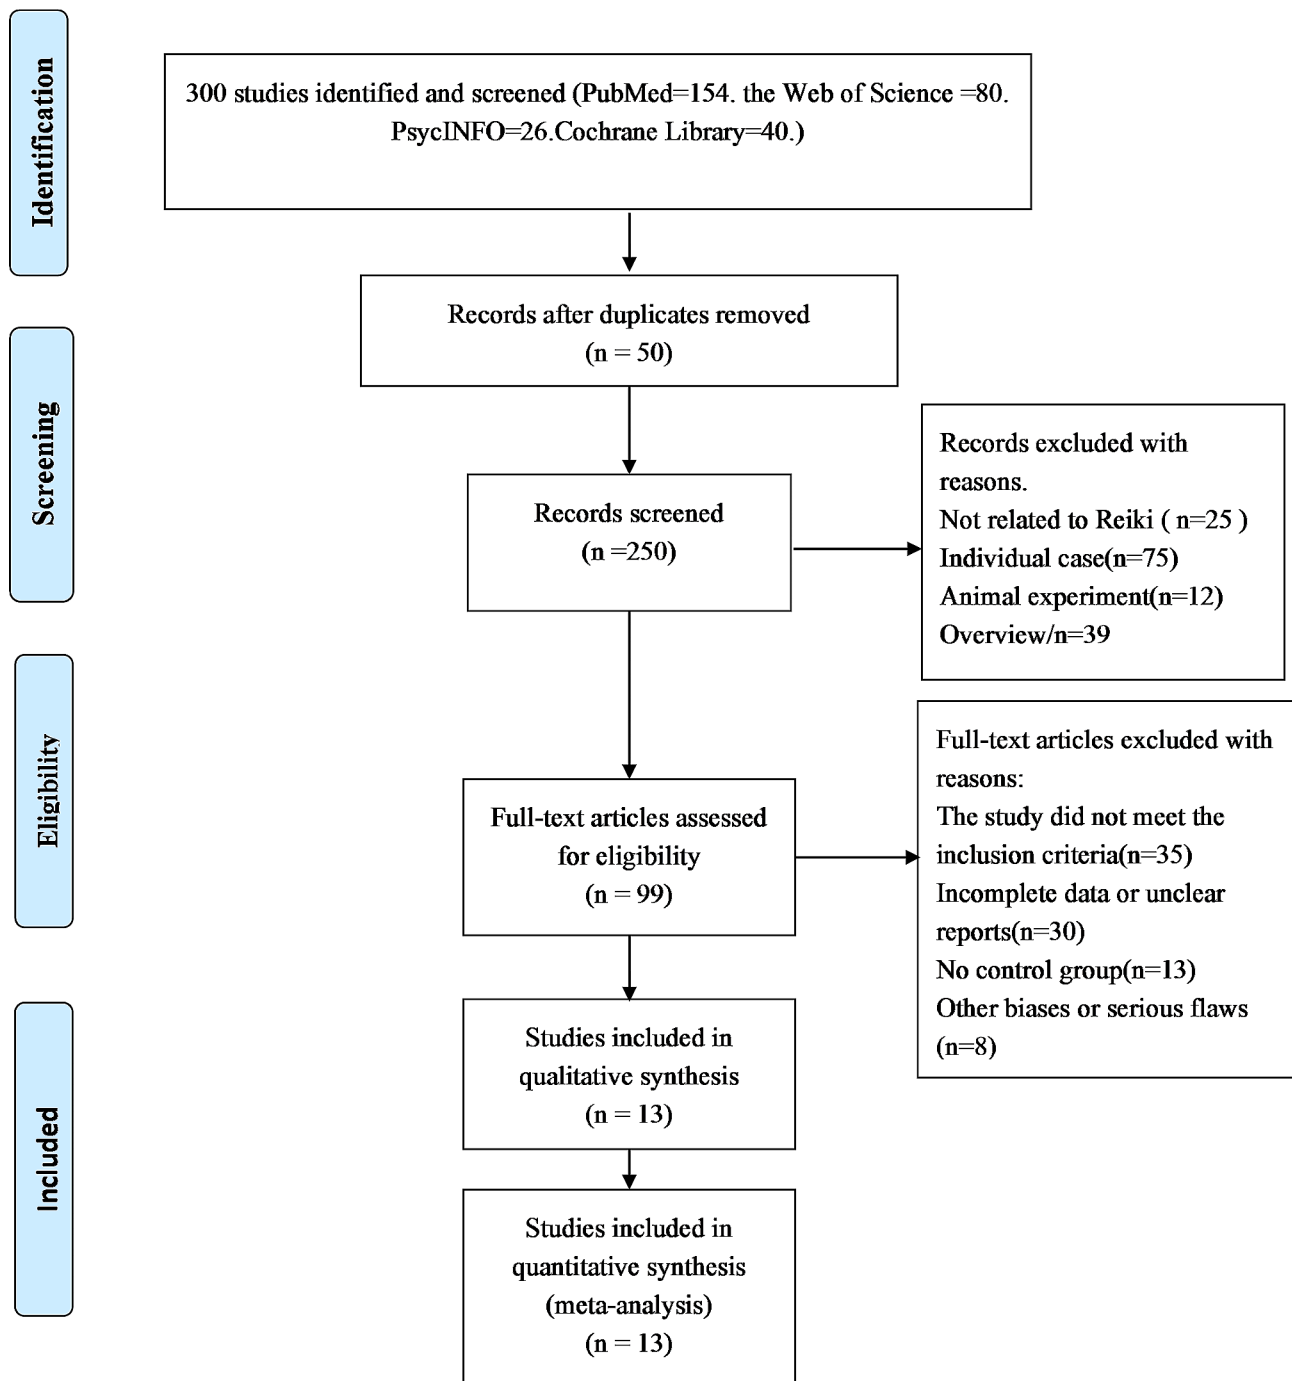 Identification
300 studies identified and screened (PubMed=154. the Web of Science =80.
PsycINFO=26.Cochrane Library=40.)
Records after duplicates removed
(n = 50)
Screening
Records screened
(n =250)
Records excluded with
reasons.
Not related to Reiki ( n=25 )
Individual case(n=75)
Animal experiment(n=12)
Overview/n=39
Eligibility
Full-text articles assessed
for eligibility
(n = 99)
Full-text articles excluded with
reasons:
The study did not meet the
inclusion criteria(n=35)
Incomplete data or unclear
reports(n=30)
No control group(n=13)
Other biases or serious flaws
(n=8)
Included
Studies included in
qualitative synthesis
(n = 13)
Studies included in
quantitative synthesis
(meta-analysis)
(n = 13)